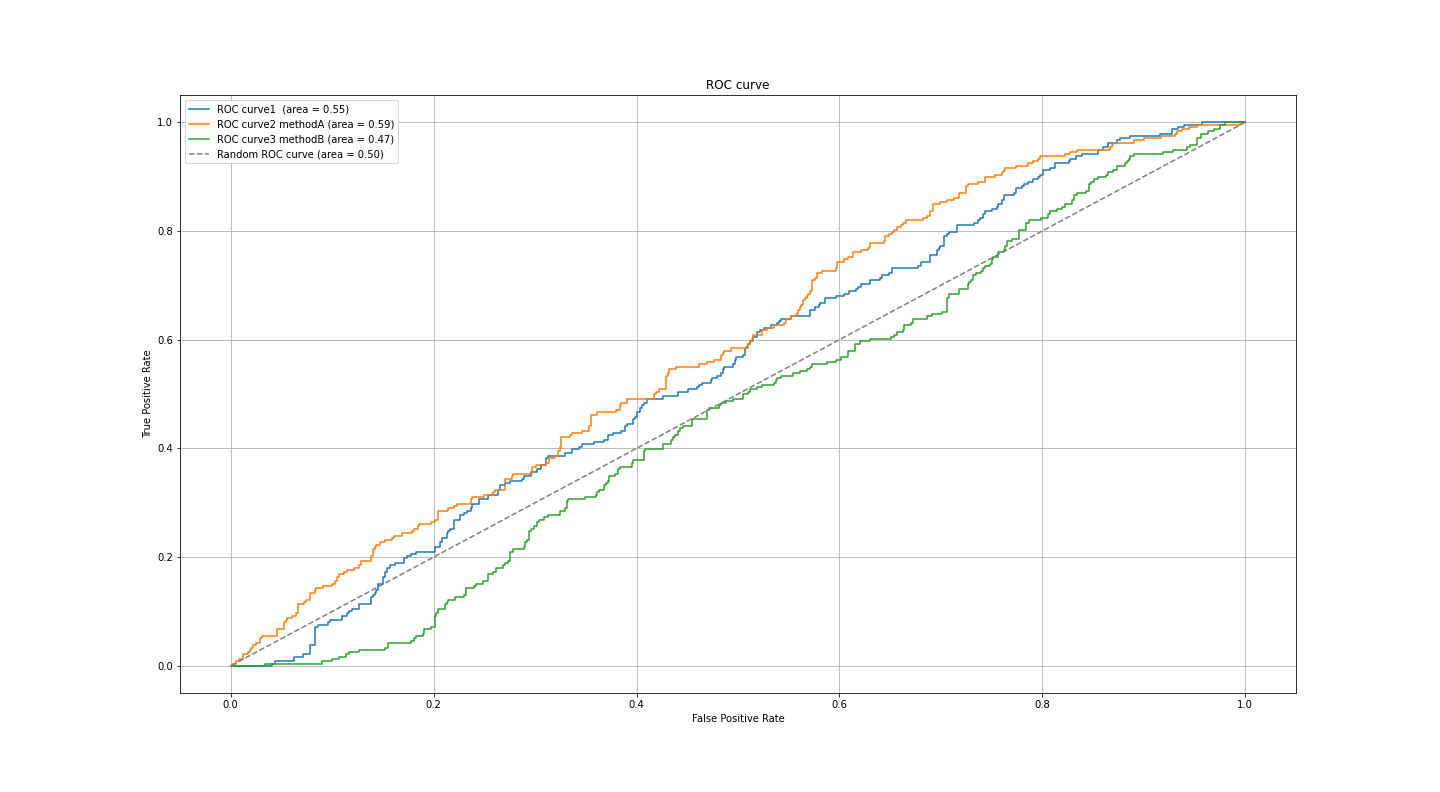 ROC curve
ROC curve1  (area = 0.55)
ROC curve2 methodA (area = 0.59)
ROC curve3 methodB (area = 0.47)
Random ROC curve (area = 0.50)
True Positive Rate
1.0
0.8
0.6
0.4
0.2
0.0
0.0 0.2 0.4 0.6 0.8 1.0
False Positive Rate